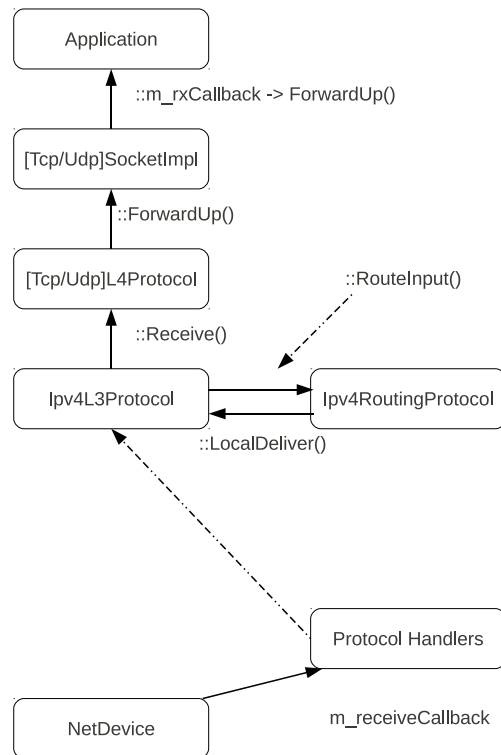 Application
::m_rxCallback -> ForwardUp()
[Tcp/Udp]SocketImpl
::ForwardUp()
[Tcp/Udp]L4Protocol
::RouteInput()
::Receive()
Ipv4L3Protocol
Ipv4RoutingProtocol
::LocalDeliver()
Protocol Handlers
NetDevice
m_receiveCallback